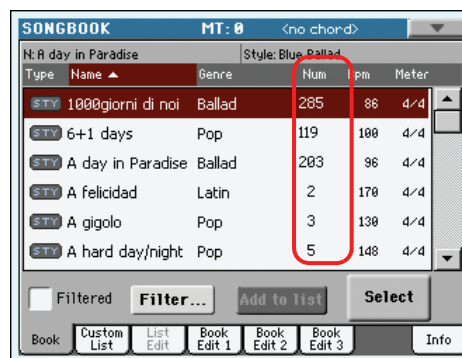 SONGBOOK MT: 0 <no chord>
N: A day in Paradise Style: Blue Ballad
Type Name Genre Num Bpm Meter
STY 1000giorni di noi Ballad 285 86 4/4
STY 6+1 days Pop 119 100 4/4
STY A day in Paradise Ballad 203 96 4/4
STY A felicidad Latin 2 170 4/4
STY A gigolo Pop 3 130 4/4
STY A hard day/night Pop 5 148 4/4
Filtered Filter... Add to list Select
Book Custom List List Edit Book Edit 1 Book Edit 2 Book Edit 3 Info